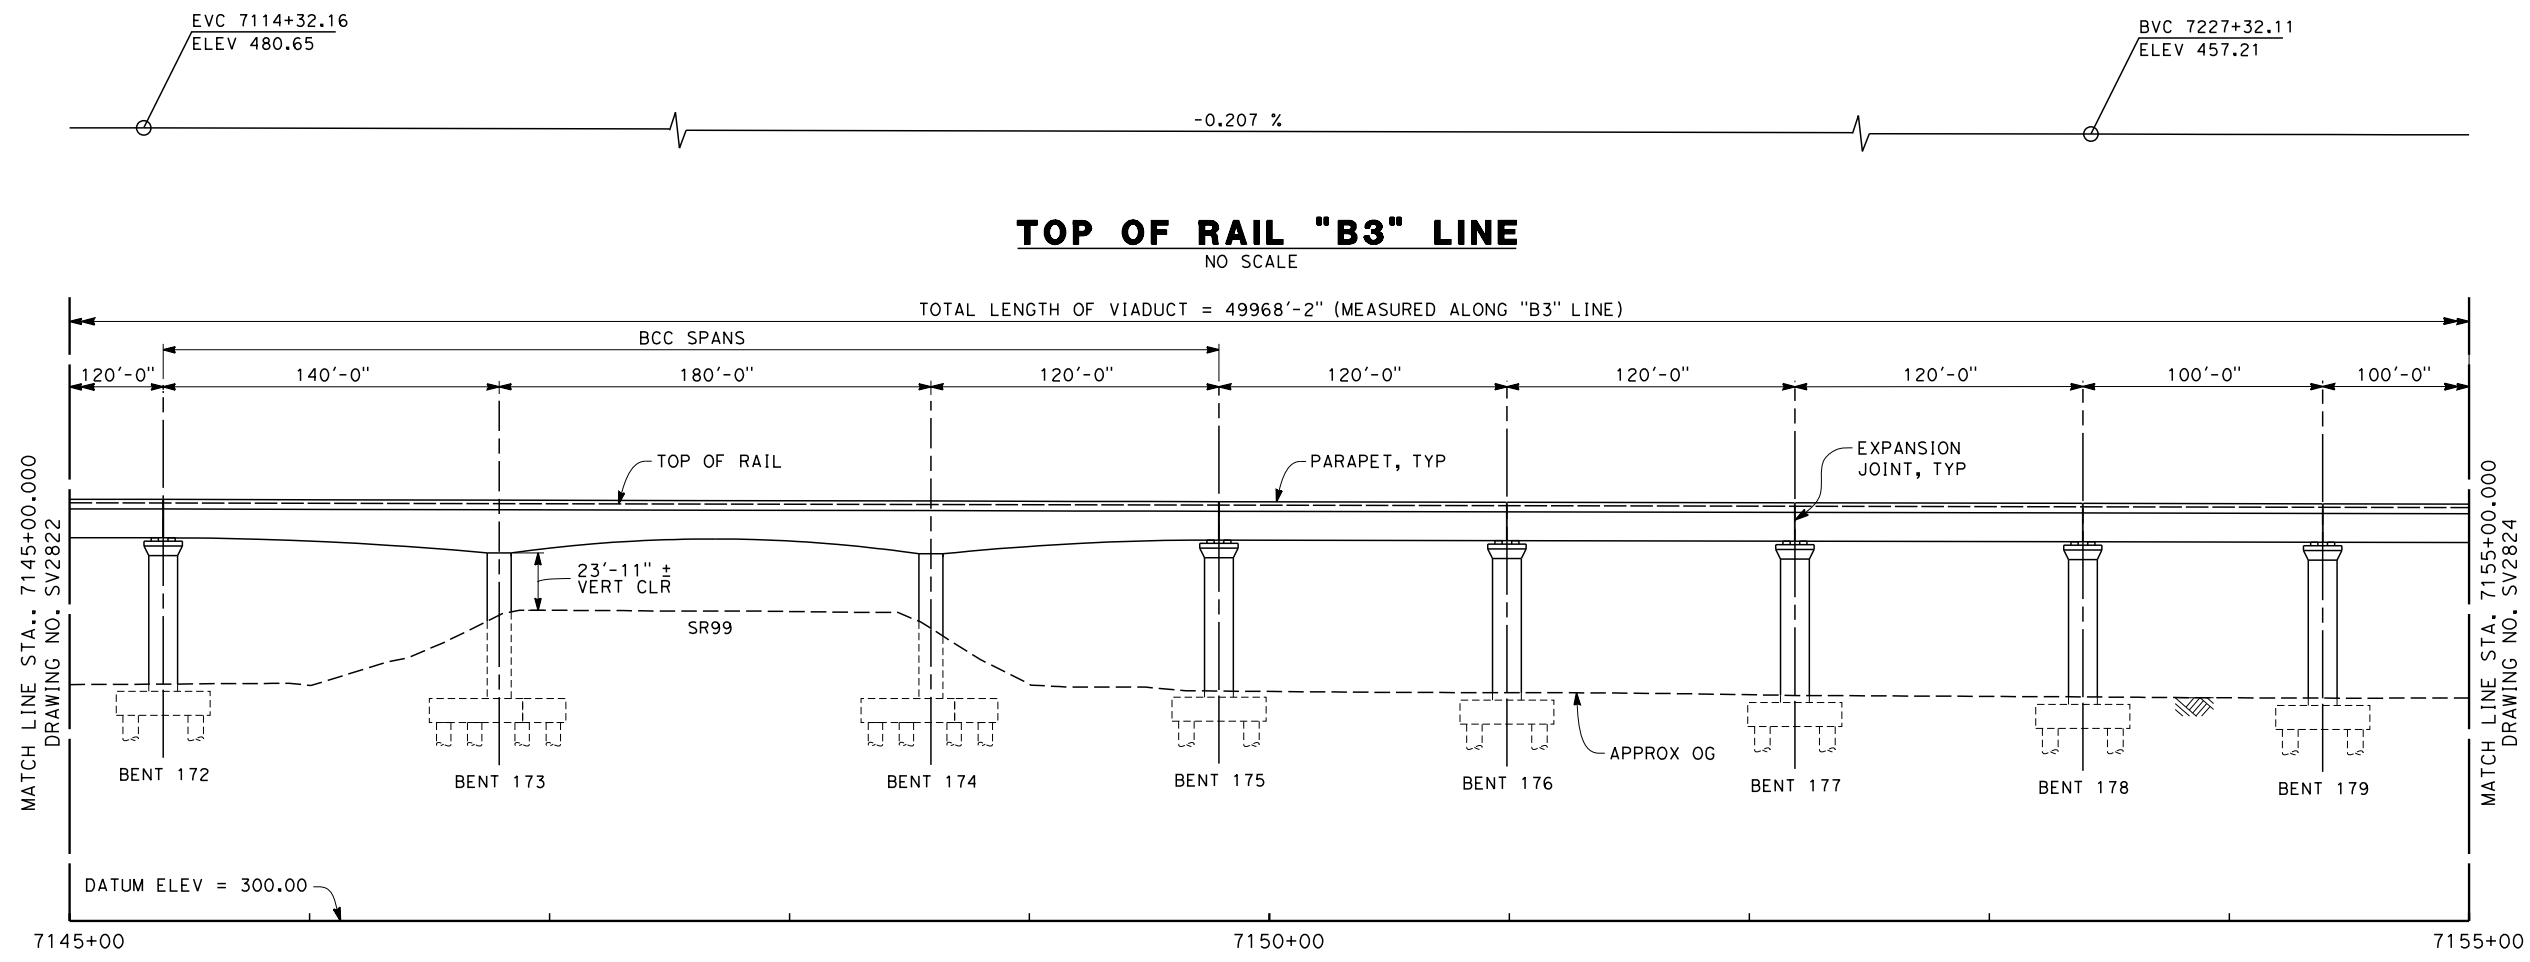 EVC 7114+32.16
ELEV 480.65
BVC 7227+32.11
ELEV 457.21
-0.207 %
TOP OF RAIL "B3" LINE
NO SCALE
TOTAL LENGTH OF VIADUCT = 49968'-2" (MEASURED ALONG "B3" LINE)
BCC SPANS
120'-0" 140'-0" 180'-0" 120'-0" 120'-0" 120'-0" 120'-0" 100'-0" 100'-0"
TOP OF RAIL
PARAPET, TYP
EXPANSION
JOINT, TYP
MATCH LINE STA.. 7145+00.000
DRAWING NO. SV2822
23'-11" ±
VERT CLR
SR99
APPROX OG
MATCH LINE STA. 7155+00.000
DRAWING NO. SV2824
BENT 172 BENT 173 BENT 174 BENT 175 BENT 176 BENT 177 BENT 178 BENT 179
DATUM ELEV = 300.00
7145+00 7150+00 7155+00